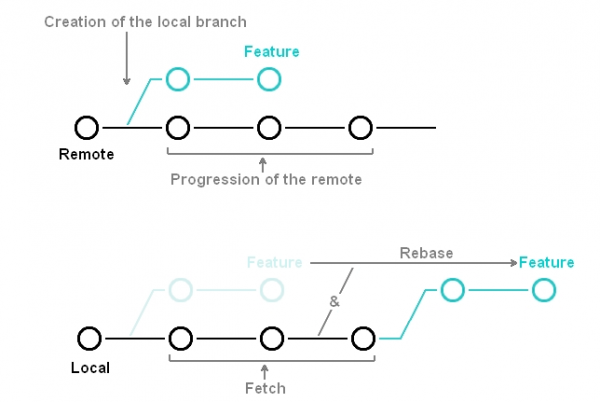 Creation of the local branch
Feature
Remote
Progression of the remote
Rebase
Feature
Feature
&
Local
Fetch